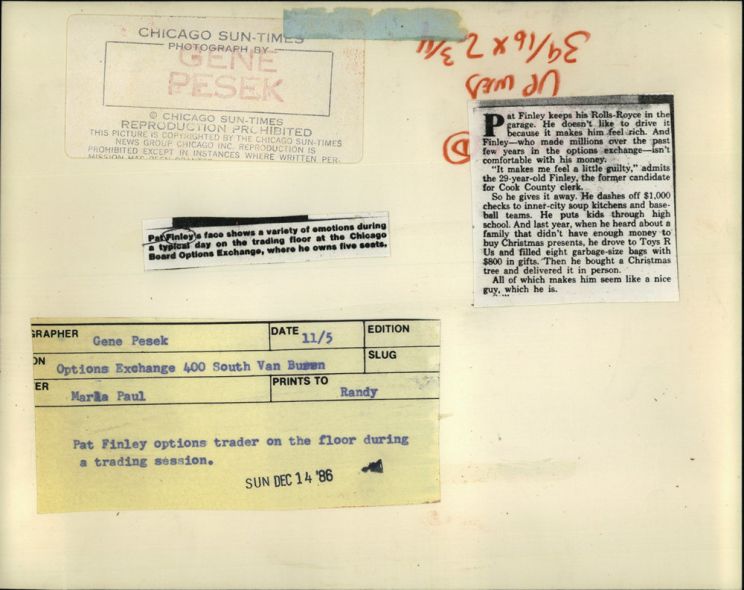 CHICAGO SUN-TIMES
PHOTOGRAPH BY
GENE
PESEK
© CHICAGO SUN-TIMES
REPRODUCTION PROHIBITED
THIS PICTURE IS COPYRIGHTED BY THE CHICAGO SUN-TIMES
NEWS GROUP CHICAGO INC. REPRODUCTION IS
PROHIBITED EXCEPT IN INSTANCES WHERE WRITTEN PER-
MISSION HAS BEEN
39/16 x 2 3/4
UP WED
Pat Finley keeps his Rolls-Royce in the
garage. He doesn't like to drive it
because it makes him feel rich. And
Finley—who made millions over the past
few years in the options exchange—isn't
comfortable with his money.
"It makes me feel a little guilty," admits
the 29-year-old Finley, the former candidate
for Cook County clerk.
So he gives it away. He dashes off $1,000
checks to inner-city soup kitchens and base-
ball teams. He puts kids through high
school. And last year, when he heard about a
family that didn't have enough money to
buy Christmas presents, he drove to Toys R
Us and filled eight garbage-size bags with
$800 in gifts. Then he bought a Christmas
tree and delivered it in person.
All of which makes him seem like a nice
guy, which he is.
Pat Finley's face shows a variety of emotions during
a typical day on the trading floor at the Chicago
Board Options Exchange, where he owns five seats.
GRAPHER Gene Pesek DATE 11/5 EDITION
ON Options Exchange 400 South Van Buren SLUG
ER Marla Paul PRINTS TO Randy
Pat Finley options trader on the floor during
a trading session.
SUN DEC 14 '86